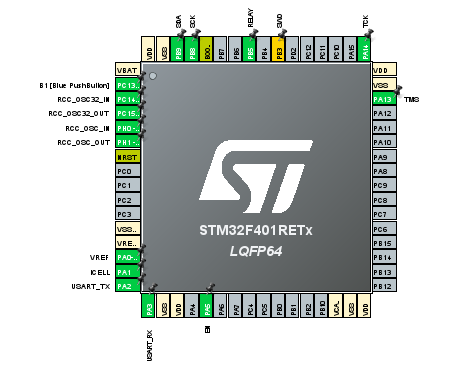 SDA
SCK
RELAY
SWO
TCK
VDD
VSS
PB9
PB8
BOO..
PB7
PB6
PB5
PB4
PB3
PD2
PC12
PC11
PC10
PA15
PA14..
VBAT
VDD
B1 [Blue PushButton]
PC13..
VSS
RCC_OSC32_IN
PC14..
PA13
TMS
RCC_OSC32_OUT
PC15..
PA12
RCC_OSC_IN
PH0-..
PA11
RCC_OSC_OUT
PH1-..
PA10
NRST
PA9
PC0
PA8
PC1
PC9
PC2
PC8
PC3
PC7
VSS..
STM32F401RETx
PC6
VRE..
LQFP64
PB15
VREF
PA0-..
PB14
ICELL
PA1
PB13
USART_TX
PA2
PB12
PA3
VSS
VDD
PA4
PA5
PA6
PA7
PC4
PC5
PB0
PB1
PB2
PB10
VCA..
VSS
VDD
USART_RX
EN